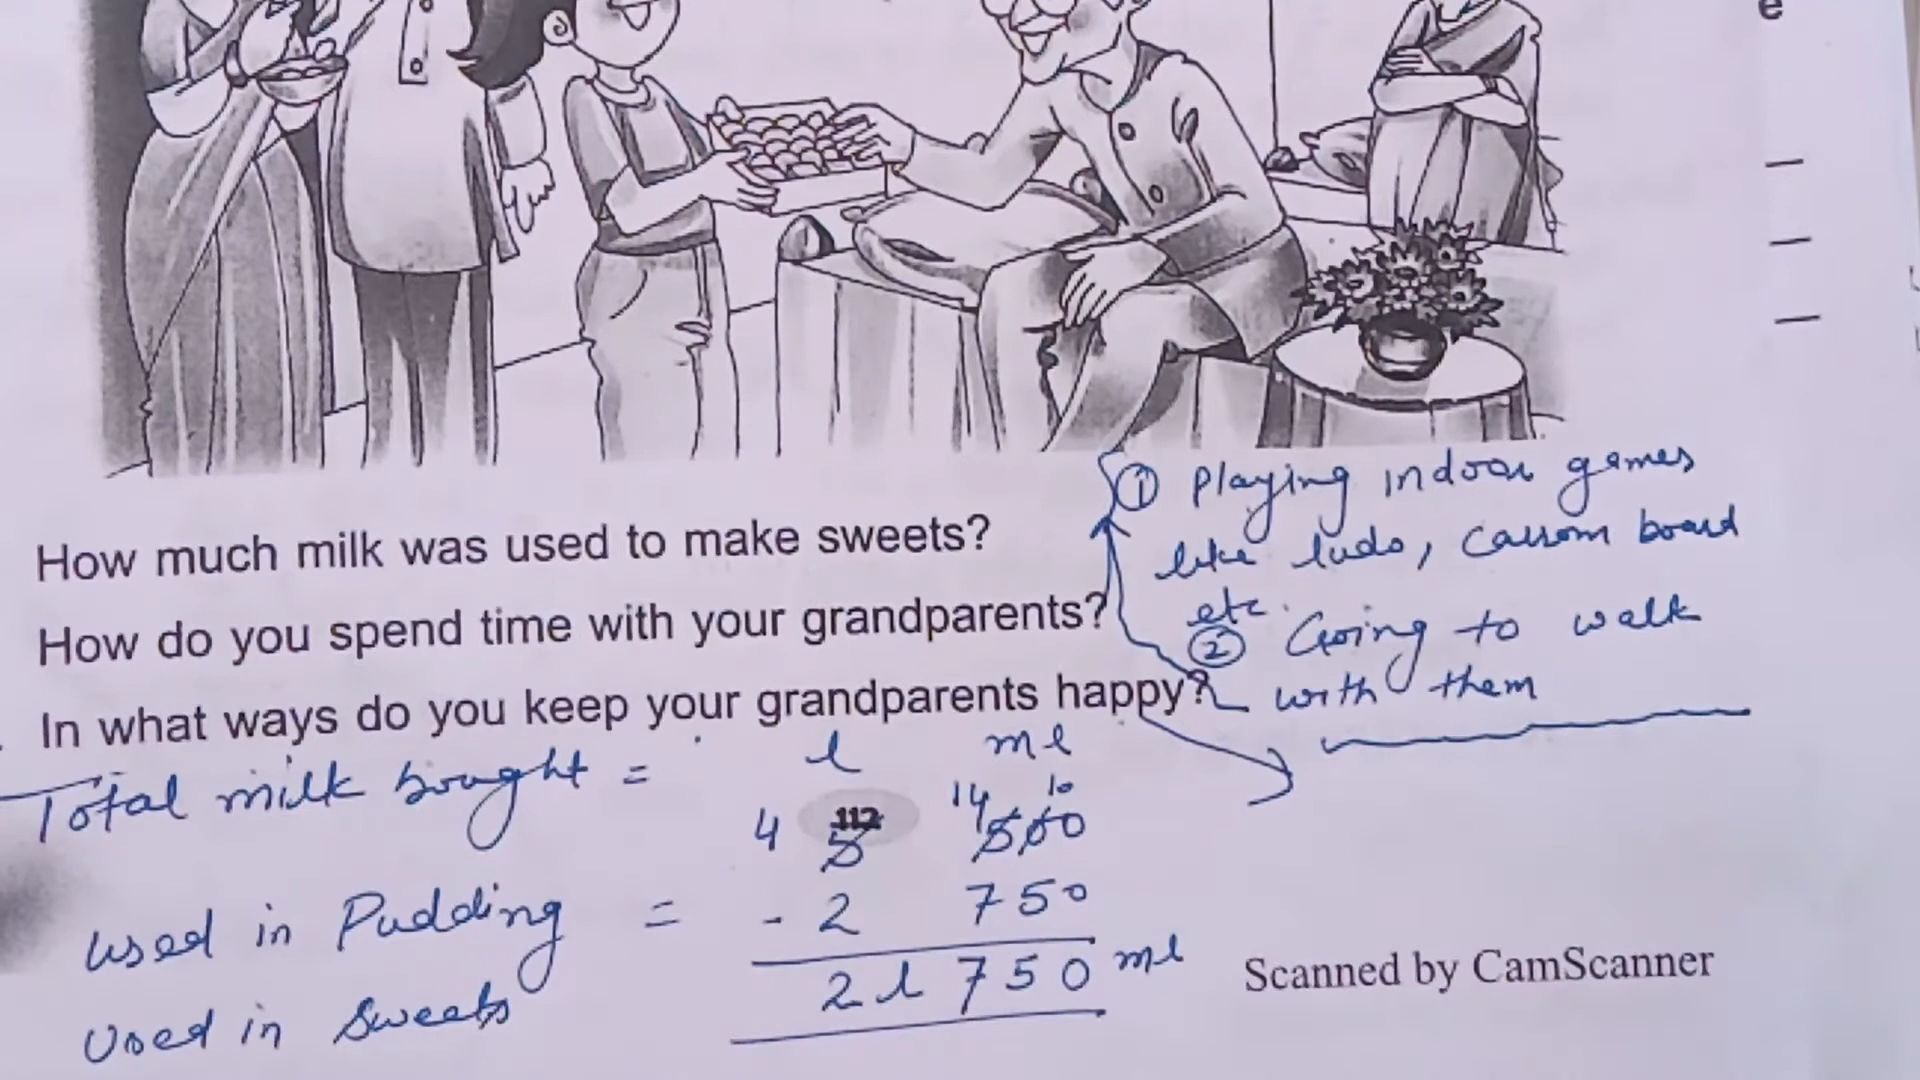 e
How much milk was used to make sweets?
How do you spend time with your grandparents?
In what ways do you keep your grandparents happy?
① Playing indoor games
like ludo, carrom board
etc.
② Going to walk
with them
l ml
Total milk bought =
4 5 14 10
112
500
Used in Pudding = - 2 750
Used in Sweets 2 l 750 ml
Scanned by CamScanner